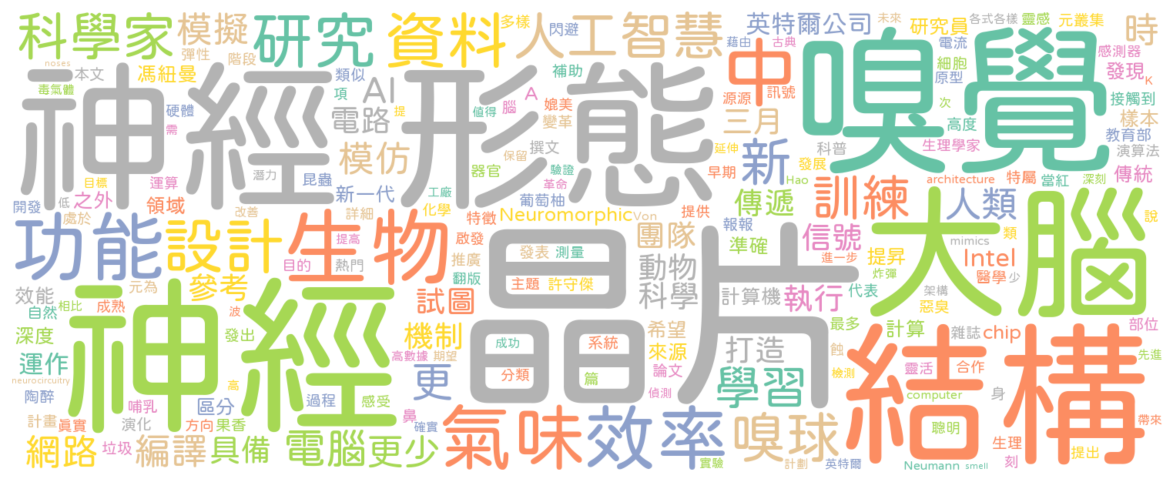 科學家 模擬 研究 資料 多樣 閃避 人工智慧 英特爾公司 未來 研究員 各式各樣 靈感 元叢集 時
noses 彈性 階段 藉由 古典 電流 細胞 感測器
毒氣體 本文 馮紐曼 類似 AI 補助 中 嗅覺 原型 發現 K
神經形態 硬體 項 提 值得 A 腦 媲美 源源 訊號 次 接觸到
需 電路 變革 三月 高度 樣本 教育部
目標 運算 潛力 模仿 器官 保留 撰文 延伸 新 科普 生理學家 演算法
低 昆蟲 驗證 革命 早期 發展 Hao architecture 深刻
開發 之外 領域 新一代 工廠 葡萄柚 傳遞 訓練 特屬 當紅 傳統
處於 改善 詳細 化學 特徵 Neuromorphic Von 提供 人類 說
功能 設計 生物 提高 啟發 晶片 團隊 報報 準確 信號 提昇 mimics 類 大腦
目的 熱門 推廣 發表 測量 動物 進一步 炸彈 Intel
效能 元為 參考 翻版 主題 許守傑 科學 計算機 執行 代表 醫學 少
自然 相比 成熟 波 試圖 架構 惡臭
深度 神經 發出 機制 成功 系統 希望 打造 最多 計算 雜誌 chip 部位
運作 高數據 期望 來源 蝕 結構 先進
neurocircuitry 更 分類 篇 論文 學習 檢測 靈活 合作
陶醉 哺乳 區分 過程 感受 偵測 computer 身
計畫 真實 演化 方向 果香 高 鼻 氣味 效率 嗅球 聰明 帶來
網路 垃圾 編譯 具備 電腦 更少 確實 生理 提出
實驗 計劃 英特爾 Neumann smell 刻